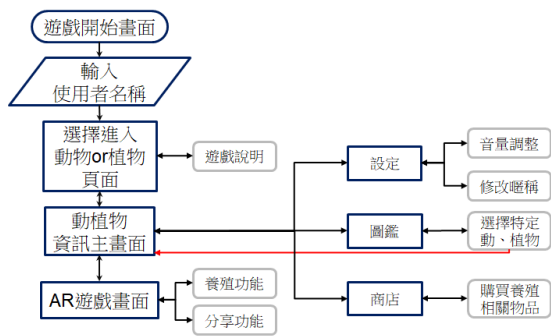 遊戲開始畫面
輸入
使用者名稱
選擇進入
動物or植物
頁面
遊戲說明
動植物
資訊主畫面
AR遊戲畫面
養殖功能
分享功能
設定
音量調整
修改暱稱
圖鑑
選擇特定
動、植物
商店
購買養殖
相關物品